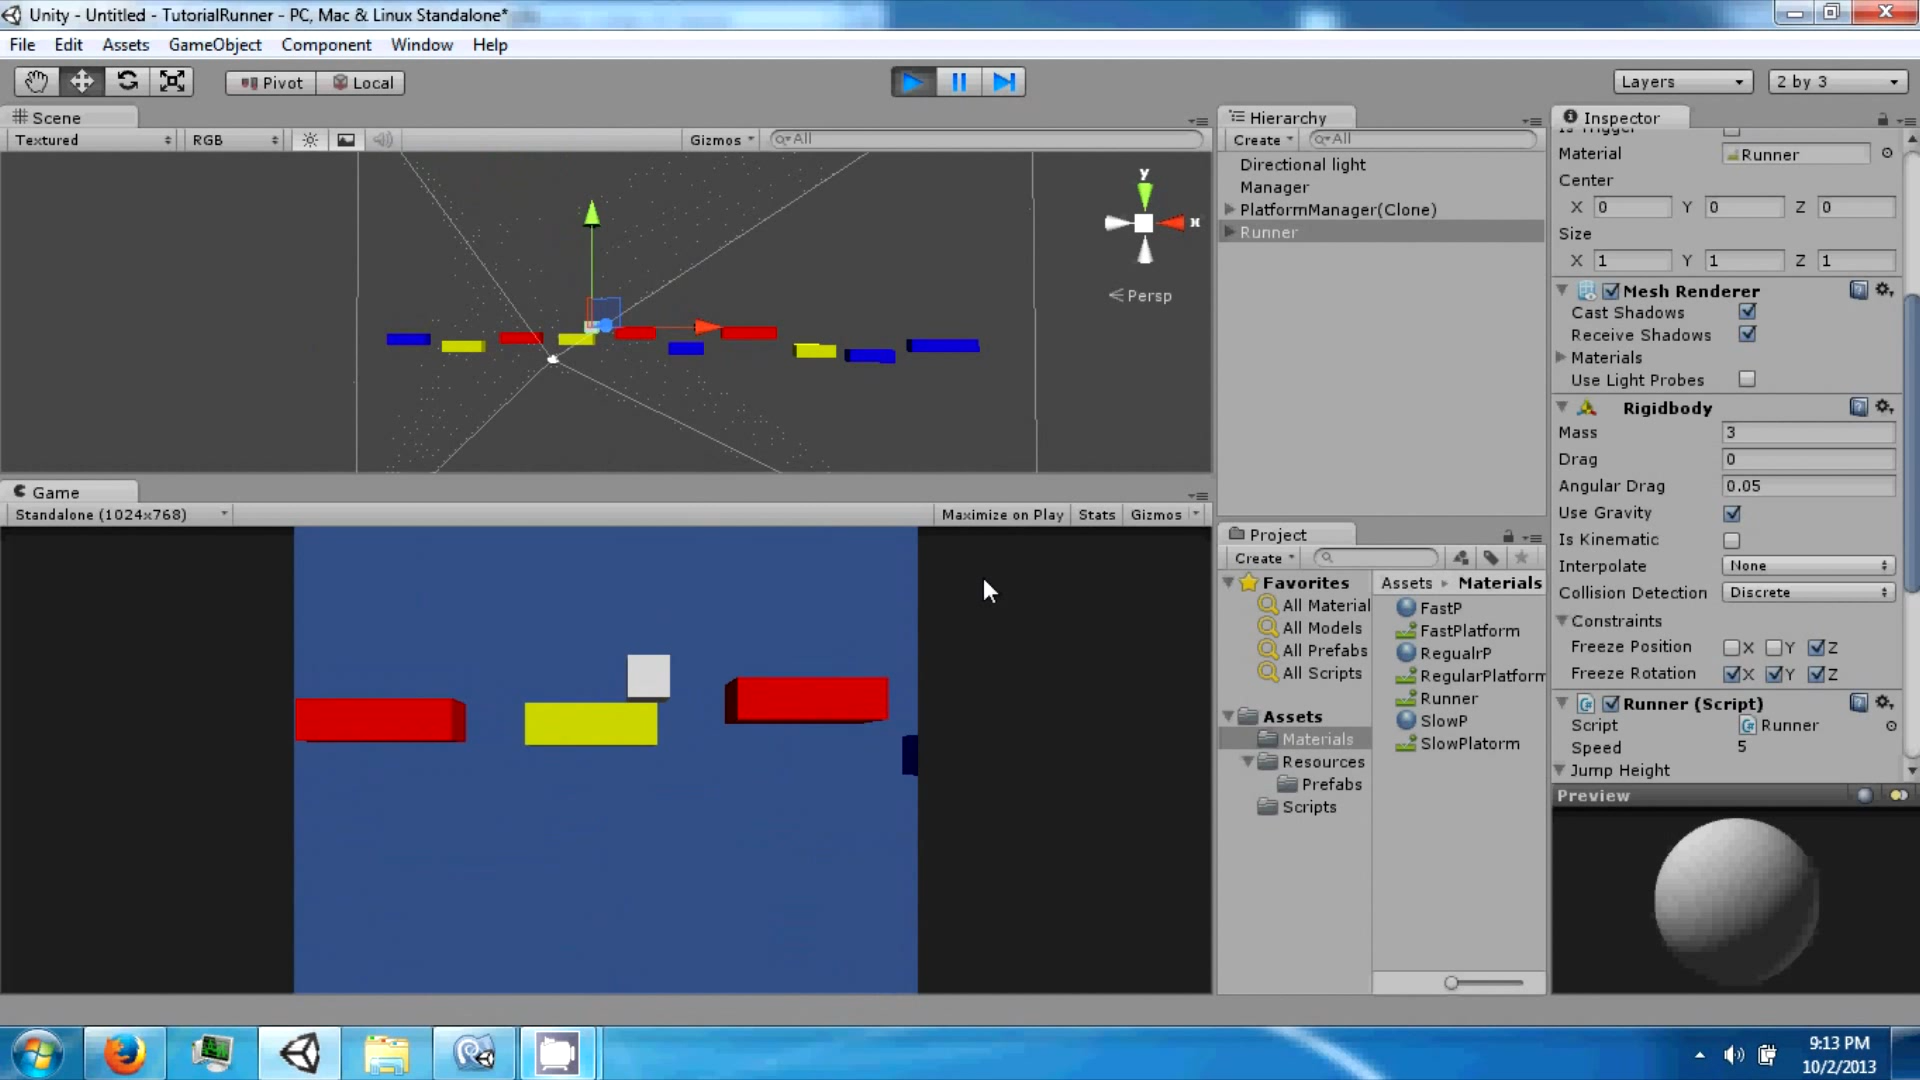 Unity - Untitled - TutorialRunner - PC, Mac & Linux Standalone*
File Edit Assets GameObject Component Window Help
Pivot Local
Layers 2 by 3
Scene
Textured RGB Gizmos All
y
x
Persp
Game
Standalone (1024x768) Maximize on Play Stats Gizmos
Hierarchy
Create All
Directional light
Manager
PlatformManager(Clone)
Runner
Project
Create
Favorites
All Material
All Models
All Prefabs
All Scripts
Assets
Materials
Resources
Prefabs
Scripts
Assets Materials
FastP
FastPlatform
RegualrP
RegularPlatform
Runner
SlowP
SlowPlatorm
Inspector
Is Trigger
Material Runner
Center
X 0 Y 0 Z 0
Size
X 1 Y 1 Z 1
Mesh Renderer
Cast Shadows
Receive Shadows
Materials
Use Light Probes
Rigidbody
Mass 3
Drag 0
Angular Drag 0.05
Use Gravity
Is Kinematic
Interpolate None
Collision Detection Discrete
Constraints
Freeze Position X Y Z
Freeze Rotation X Y Z
Runner (Script)
Script Runner
Speed 5
Jump Height
Preview
9:13 PM
10/2/2013